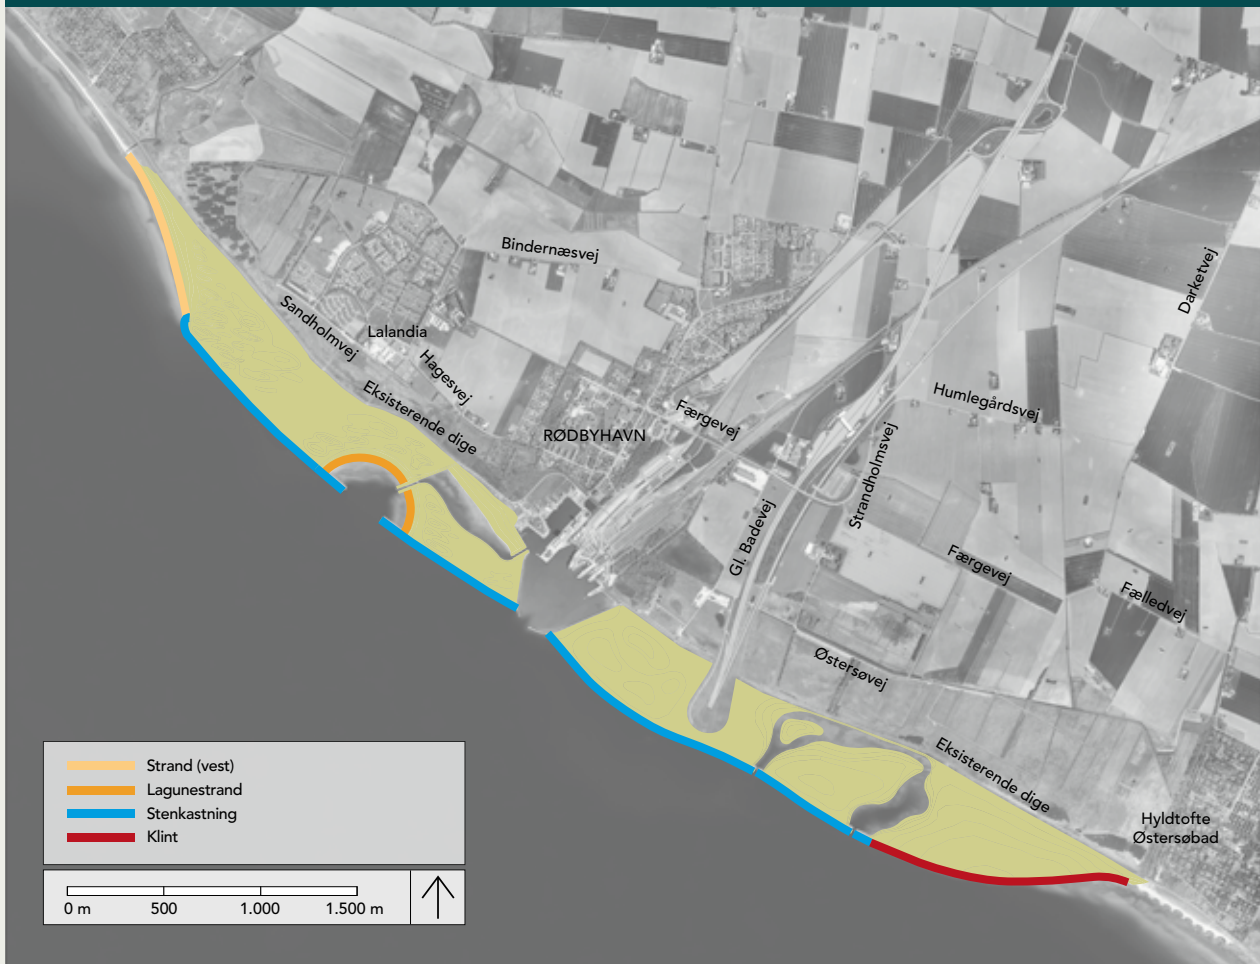 Bindernæsvej
Darketvej
Sandholmvej
Lalandia
Hagesvej
Eksisterende dige
RØDBYHAVN
Færgevej
Humlegårdsvej
Strandholmsvej
Gl. Badevej
Færgevej
Fælledvej
Østersøvej
Eksisterende dige
Hyldtofte
Østersøbad
Strand (vest)
Lagunestrand
Stenkastning
Klint
0 m 500 1.000 1.500 m